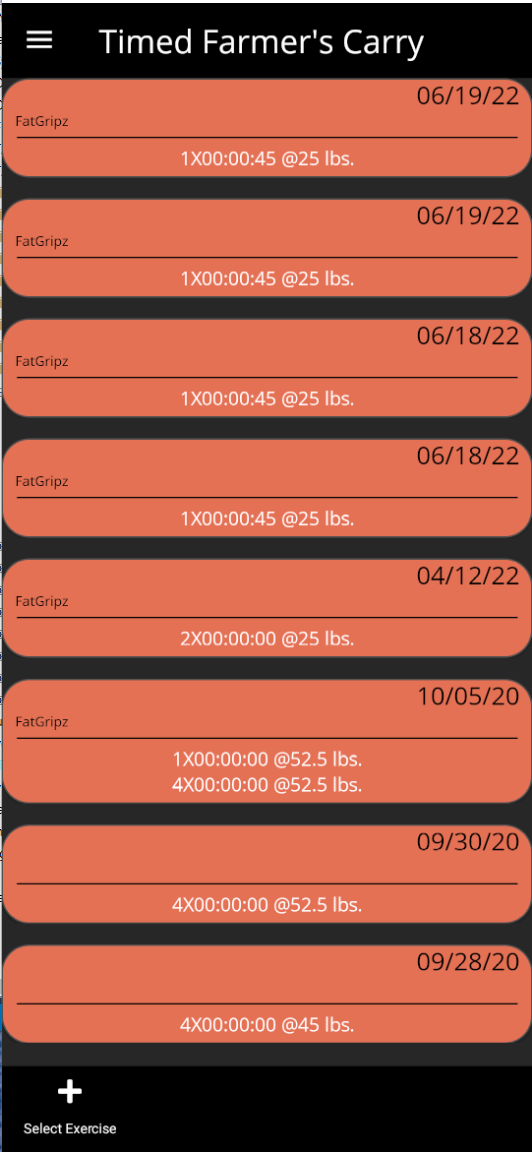 Timed Farmer's Carry
06/19/22
FatGripz
1X00:00:45 @25 lbs.
06/19/22
FatGripz
1X00:00:45 @25 lbs.
06/18/22
FatGripz
1X00:00:45 @25 lbs.
06/18/22
FatGripz
1X00:00:45 @25 lbs.
04/12/22
FatGripz
2X00:00:00 @25 lbs.
10/05/20
FatGripz
1X00:00:00 @52.5 lbs.
4X00:00:00 @52.5 lbs.
09/30/20
4X00:00:00 @52.5 lbs.
09/28/20
4X00:00:00 @45 lbs.
Select Exercise